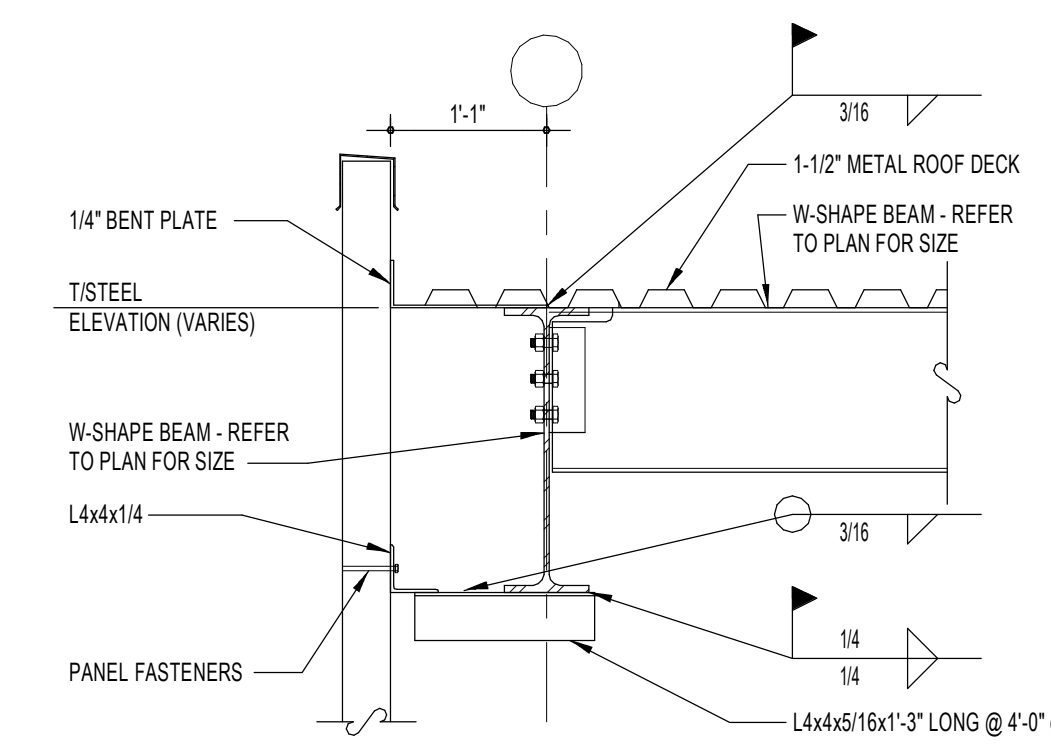 1'-1"
3/16
1-1/2" METAL ROOF DECK
1/4" BENT PLATE
W-SHAPE BEAM - REFER
TO PLAN FOR SIZE
T/STEEL
ELEVATION (VARIES)
W-SHAPE BEAM - REFER
TO PLAN FOR SIZE
L4x4x1/4
3/16
1/4
1/4
PANEL FASTENERS
L4x4x5/16x1'-3" LONG @ 4'-0"